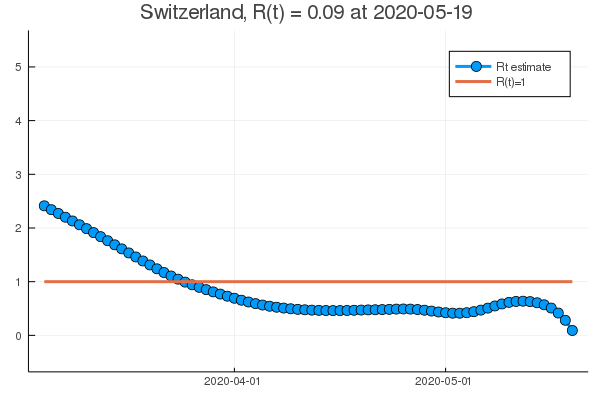 Switzerland, R(t) = 0.09 at 2020-05-19
5
4
3
2
1
0
Rt estimate
R(t)=1
2020-04-01
2020-05-01